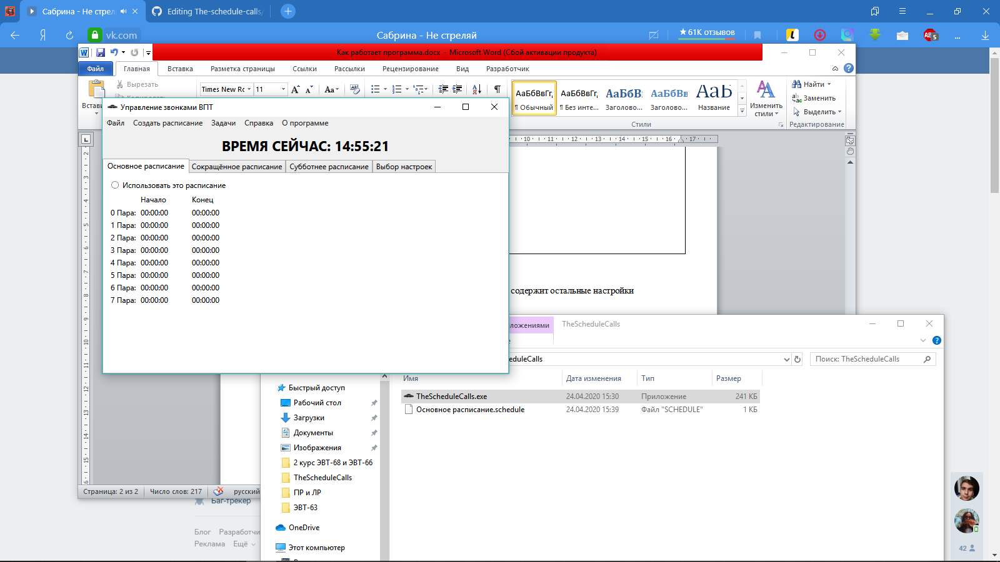 Сабрина - Не стрел
Editing The-schedule-calls/
vk.com
Сабрина - Не стреляй
★ 61K отзывов
Как работает программа.docx - Microsoft Word (Сбой активации продукта)
Файл Главная Вставка Разметка страницы Ссылки Рассылки Рецензирование Вид Разработчик
Вырезать
Times New Ro 11
АаБбВвГг, АаБбВвГг, АаБбВ АаБбВв АаБ
¶ Обычный ¶ Без инте... Заголово... Заголово... Название
Изменить стили
Найти
Заменить
Выделить
Стили
Редактирование
Управление звонками ВПТ
Файл Создать расписание Задачи Справка О программе
ВРЕМЯ СЕЙЧАС: 14:55:21
Основное расписание Сокращённое расписание Субботнее расписание Выбор настроек
Использовать это расписание
Начало Конец
0 Пара: 00:00:00 00:00:00
1 Пара: 00:00:00 00:00:00
2 Пара: 00:00:00 00:00:00
3 Пара: 00:00:00 00:00:00
4 Пара: 00:00:00 00:00:00
5 Пара: 00:00:00 00:00:00
6 Пара: 00:00:00 00:00:00
7 Пара: 00:00:00 00:00:00
10 11 12 13 14 15 16 17
содержит остальные настройки
ложениями TheScheduleCalls
eduleCalls
Поиск: TheScheduleCalls
Имя Дата изменения Тип Размер
TheScheduleCalls.exe 24.04.2020 15:30 Приложение 241 КБ
Основное расписание.schedule 24.04.2020 15:39 Файл "SCHEDULE" 1 КБ
Быстрый доступ
Рабочий стол
Загрузки
Документы
Изображения
2 курс ЭВТ-68 и ЭВТ-66
TheScheduleCalls
ПР и ЛР
ЭВТ-63
OneDrive
Этот компьютер
Страница: 2 из 2 Число слов: 217 русский
Баг-трекер
Блог Разработчи
Реклама Ещё
42